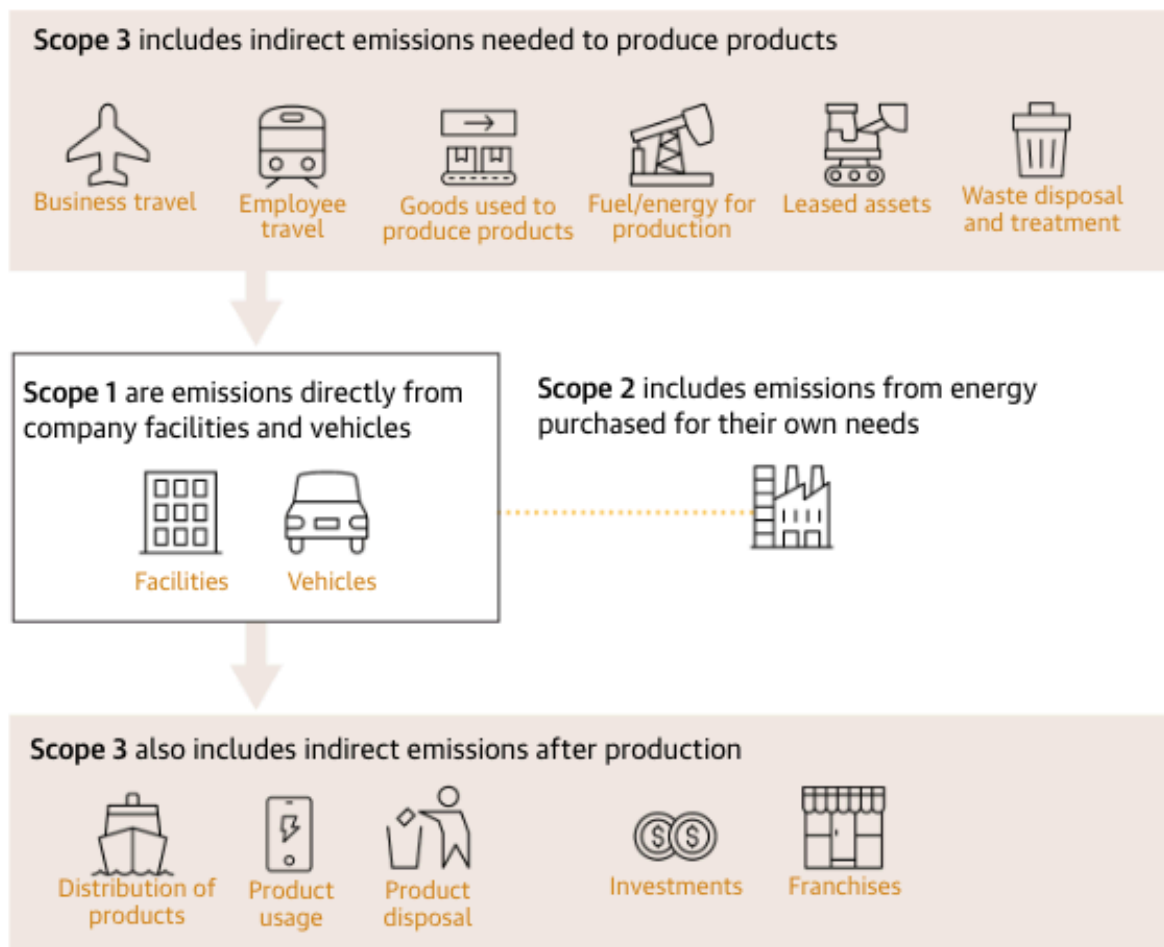 Scope 3 includes indirect emissions needed to produce products
Business travel
Employee
travel
Goods used to
produce products
Fuel/energy for
production
Leased assets
Waste disposal
and treatment
Scope 1 are emissions directly from
company facilities and vehicles
Facilities
Vehicles
Scope 2 includes emissions from energy
purchased for their own needs
Scope 3 also includes indirect emissions after production
Distribution of
products
Product
usage
Product
disposal
$ $
Investments
Franchises